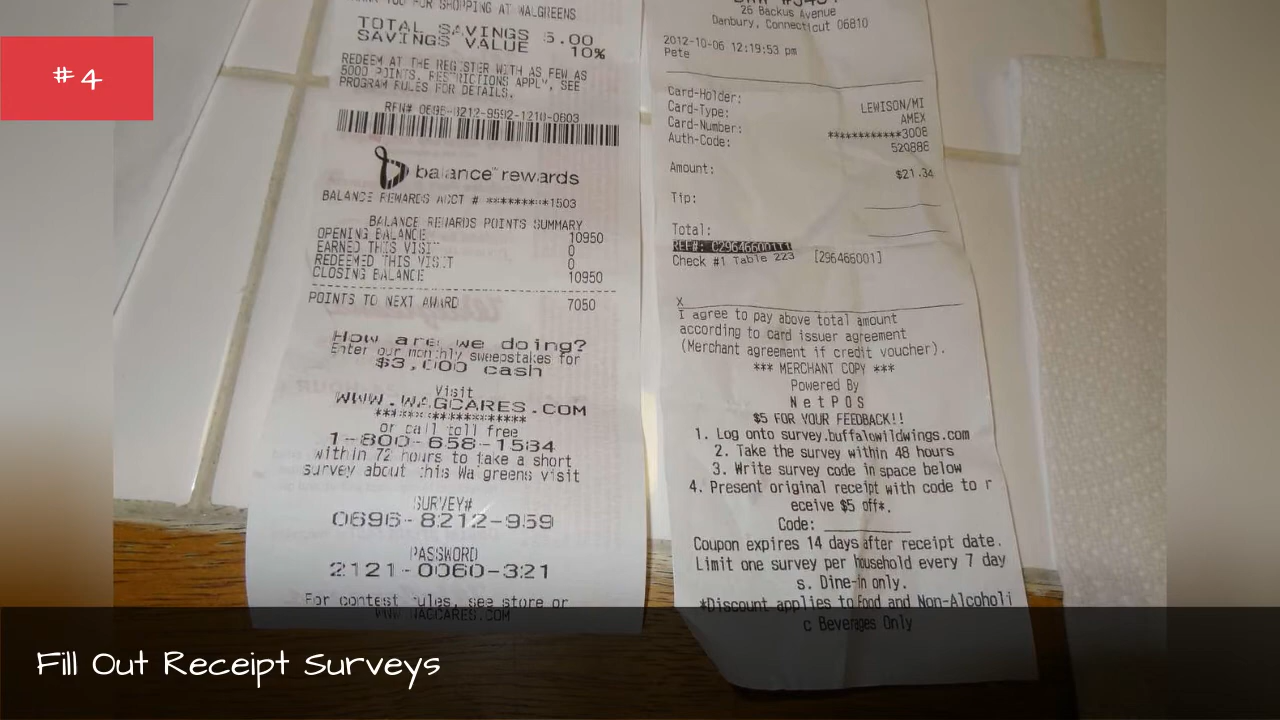 #4
THANK YOU FOR SHOPPING AT WALGREENS
TOTAL SAVINGS 5.00
SAVINGS VALUE 10%
REDEEM AT THE REGISTER WITH AS FEW AS
5000 POINTS. RESTRICTIONS APPLY, SEE
PROGRAM RULES FOR DETAILS.
RFN# 0696-8212-9592-1210-0603
balance™ rewards
BALANCE REWARDS ACCT # *********1503
BALANCE REWARDS POINTS SUMMARY
OPENING BALANCE 10950
EARNED THIS VISIT 0
REDEEMED THIS VISIT 0
CLOSING BALANCE 10950
POINTS TO NEXT AWARD 7050
How are we doing?
Enter our monthly sweepstakes for
$3,000 cash
Visit
WWW.WAGCARES.COM
********************
or call toll free
1-800-658-1584
within 72 hours to take a short
survey about this Walgreens visit
SURVEY#
0696-8212-959
PASSWORD
2121-0060-321
For contest rules, see store or
WWW.WAGCARES.COM
26 Backus Avenue
Danbury, Connecticut 06810
2012-10-06 12:19:53 pm
Pete
Card-Holder: LEWISON/MI
Card-Type: AMEX
Card-Number: ************3008
Auth-Code: 520886
Amount: $21.34
Tip:
Total:
REF#:
Check #1 Table 223 [296466001]
X
I agree to pay above total amount
according to card issuer agreement
(Merchant agreement if credit voucher).
*** MERCHANT COPY ***
Powered By
NetPOS
$5 FOR YOUR FEEDBACK!!
1. Log onto survey.buffalowildwings.com
2. Take the survey within 48 hours
3. Write survey code in space below
4. Present original receipt with code to r
eceive $5 off*.
Code: __________
Coupon expires 14 days after receipt date.
Limit one survey per household every 7 day
s. Dine-in only.
*Discount applies to Food and Non-Alcoholi
c Beverages Only
Fill Out Receipt Surveys